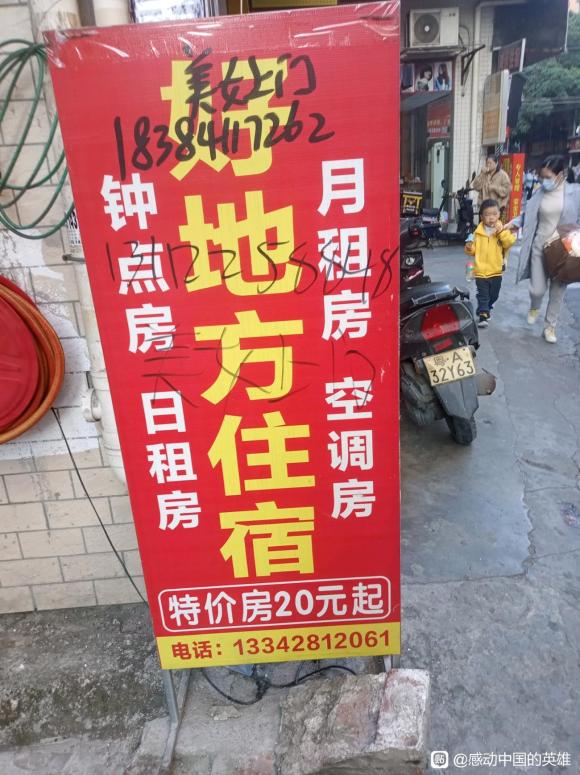 美女上门
18384117262
好地方住宿
钟点房 日租房
月租房 空调房
13122258848
特价房20元起
电话：13342812061
粤·A
32Y63
贴 @感动中国的英雄